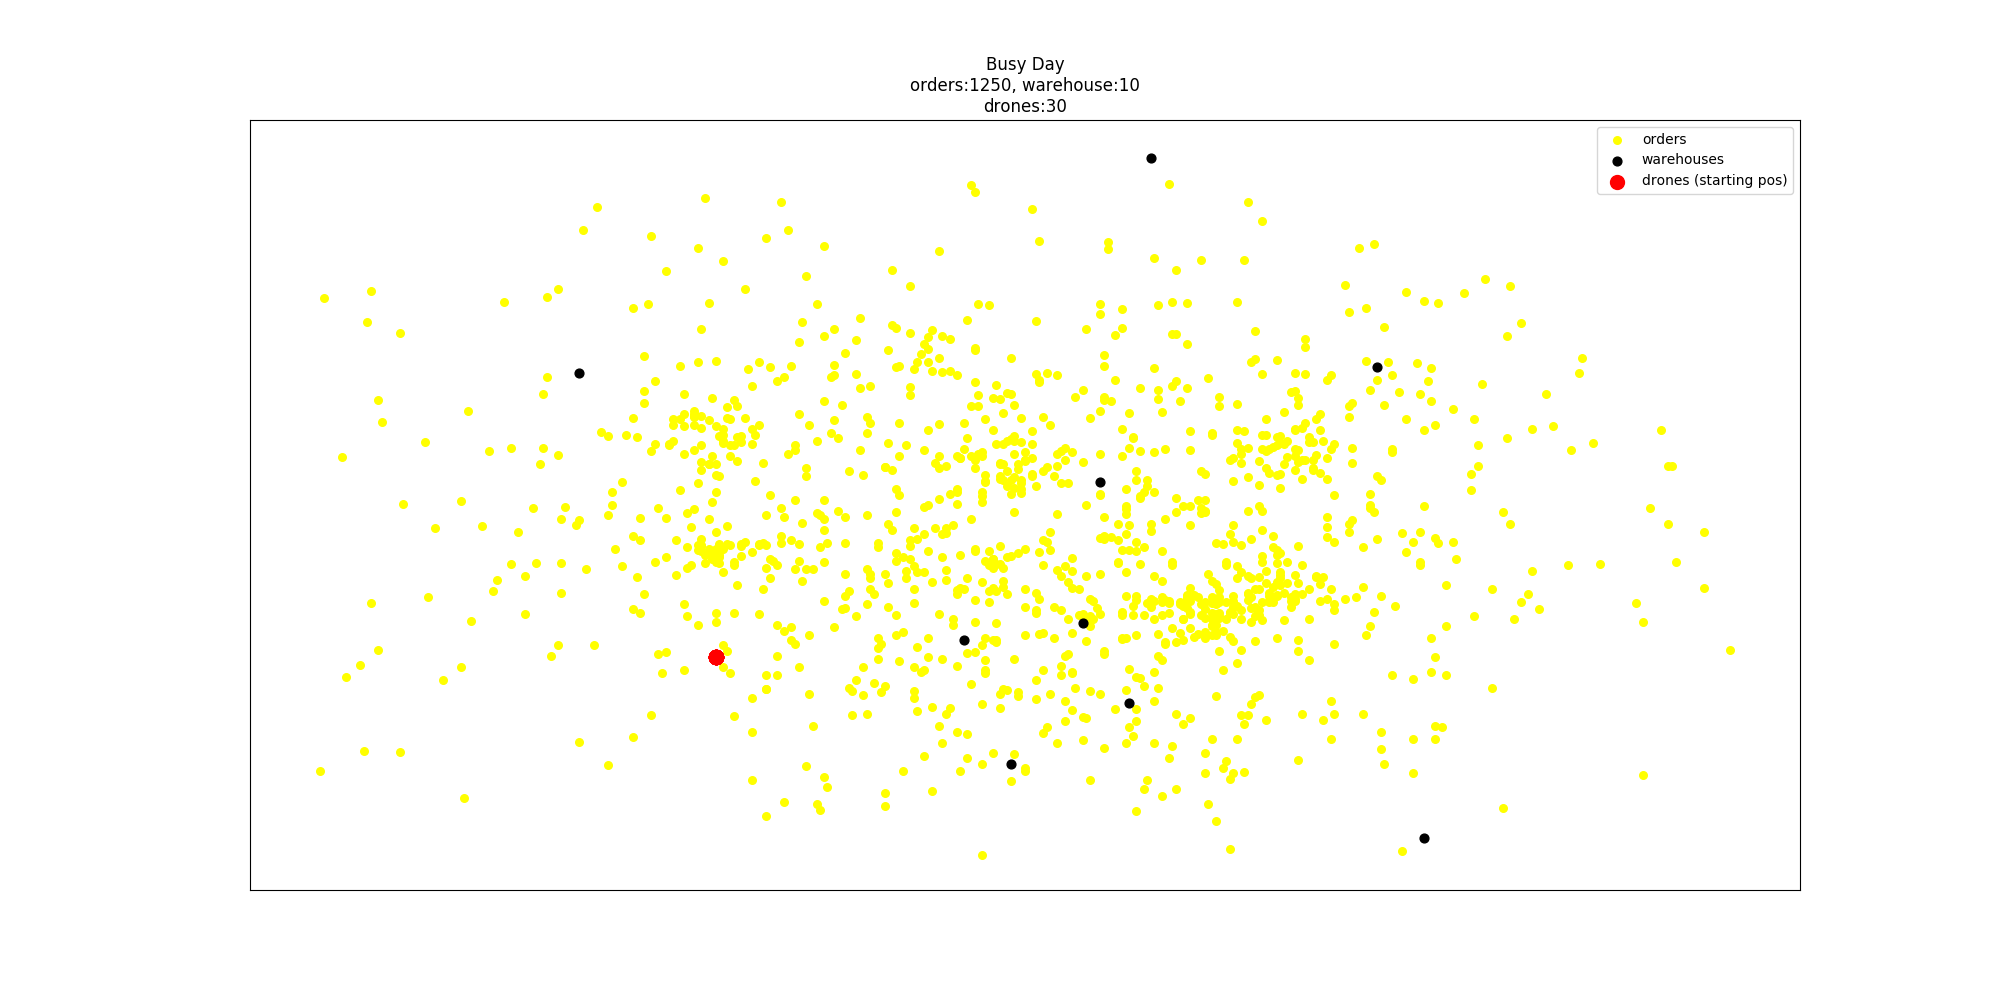 Busy Day
orders:1250, warehouse:10
drones:30
orders
warehouses
drones (starting pos)